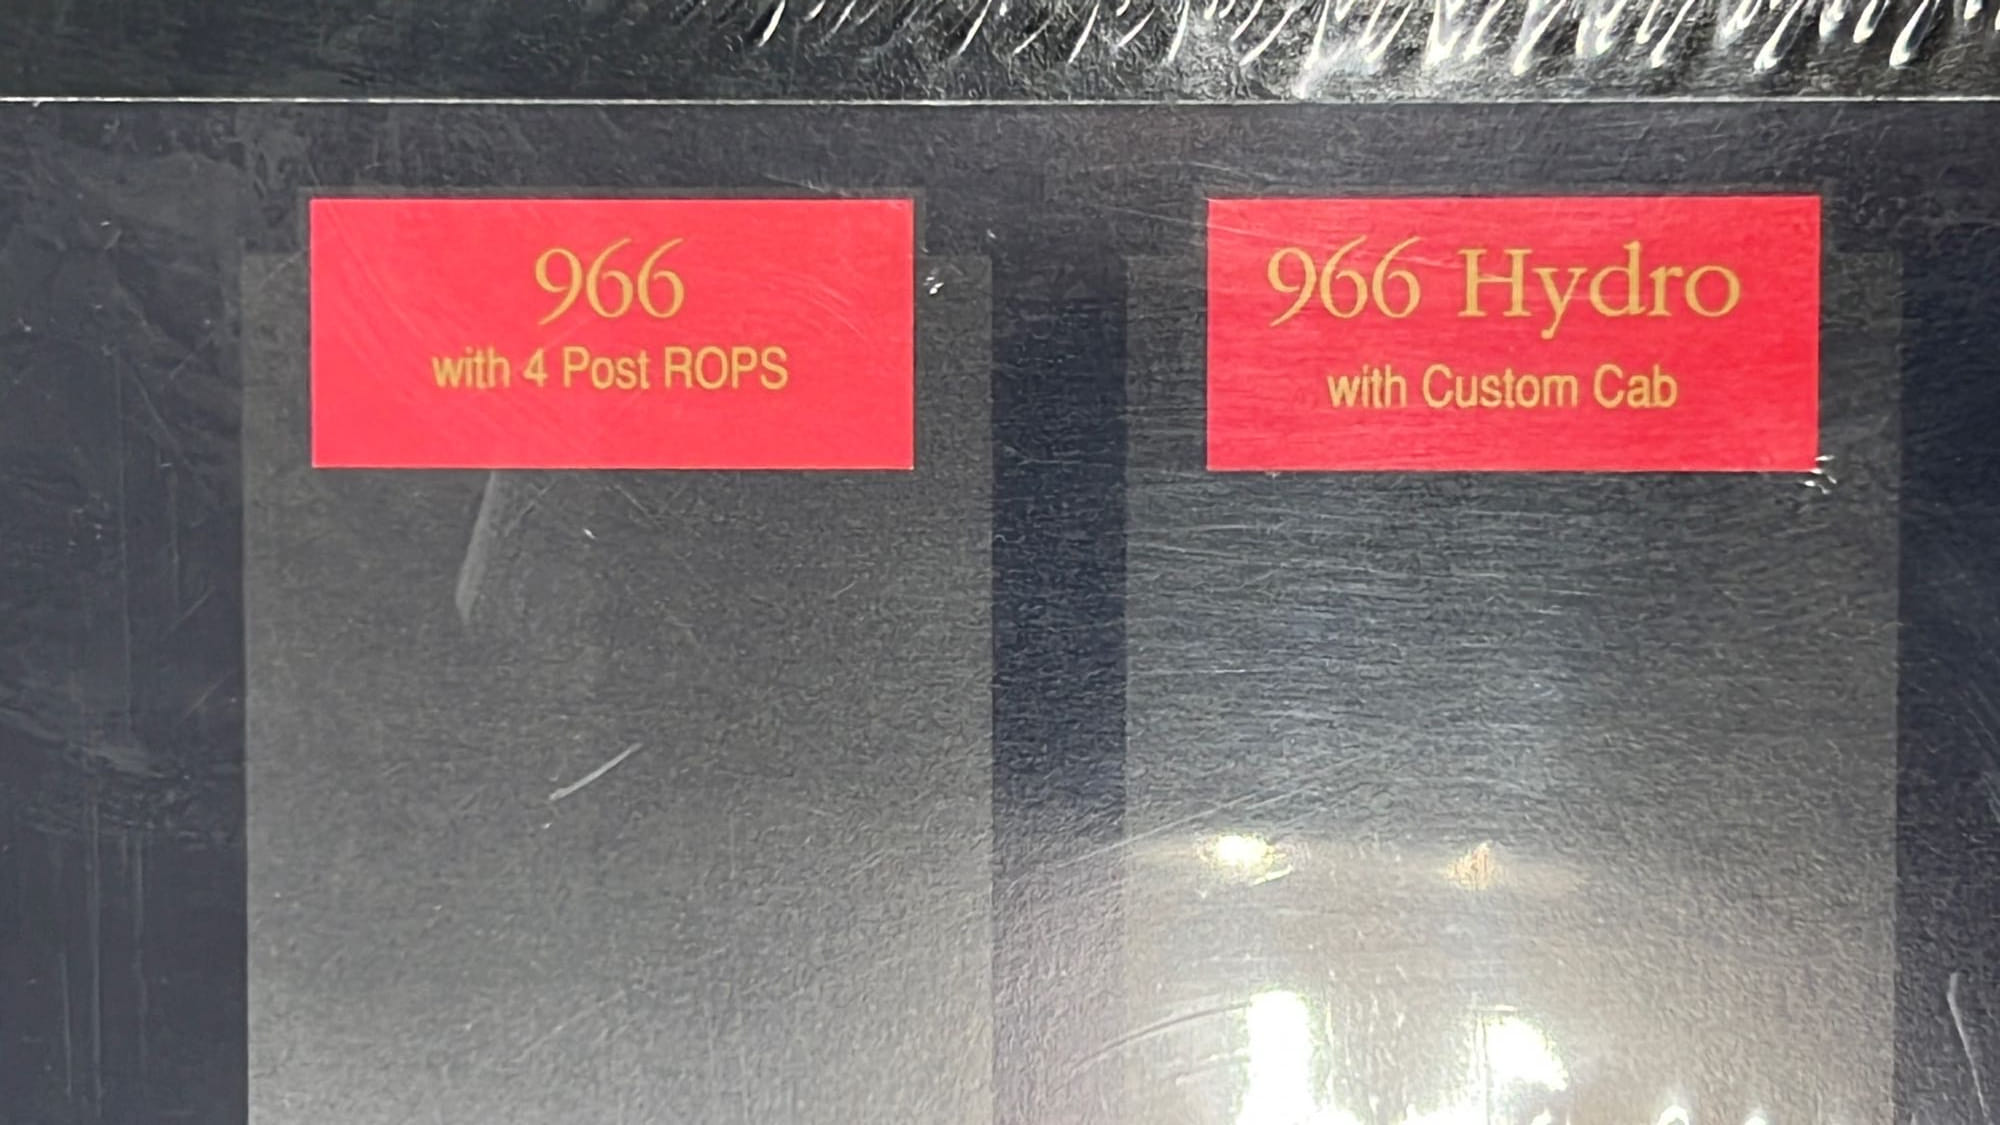 966
with 4 Post ROPS
966 Hydro
with Custom Cab